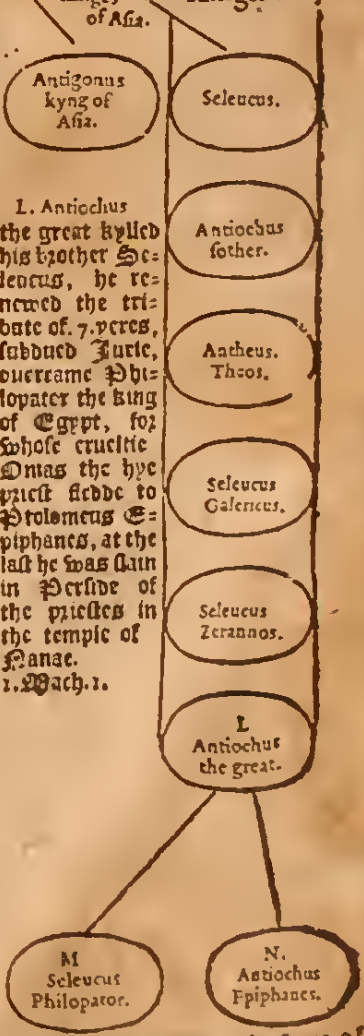 of Asia.
Antigonus
kyng of
Asia.
Seleucus.
L. Antiochus
the great kylled
his brother Se=
leucus, he re=
newed the tri=
bute of. 7. yeres,
subdued Jurie,
ouercame Phi=
lopater the king
of Egypt, for
whose crueltie
Onias the hye
priest fledde to
Ptolomeus E=
piphanes, at the
last he was slain
in Perside of
the priestes in
the temple of
Nanae.
1. Mach. 1.
Antiochus
sother.
Antheus.
Theos.
Seleucus
Galericus.
Seleucus
Zerannos.
L
Antiochus
the great.
M
Seleucus
Philopator.
N.
Antiochus
Epiphanes.